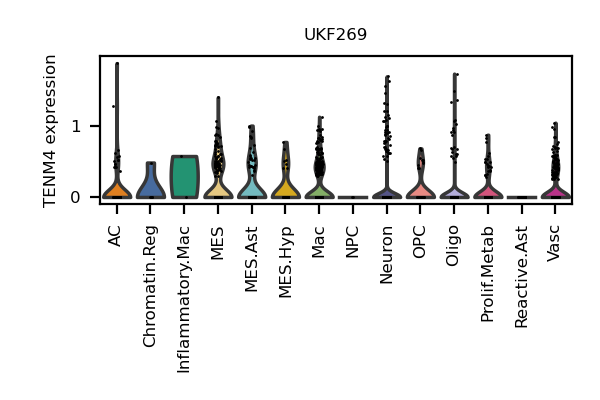 UKF269
TENM4 expression
1
0
AC
Chromatin.Reg
Inflammatory.Mac
MES
MES.Ast
MES.Hyp
Mac
NPC
Neuron
OPC
Oligo
Prolif.Metab
Reactive.Ast
Vasc